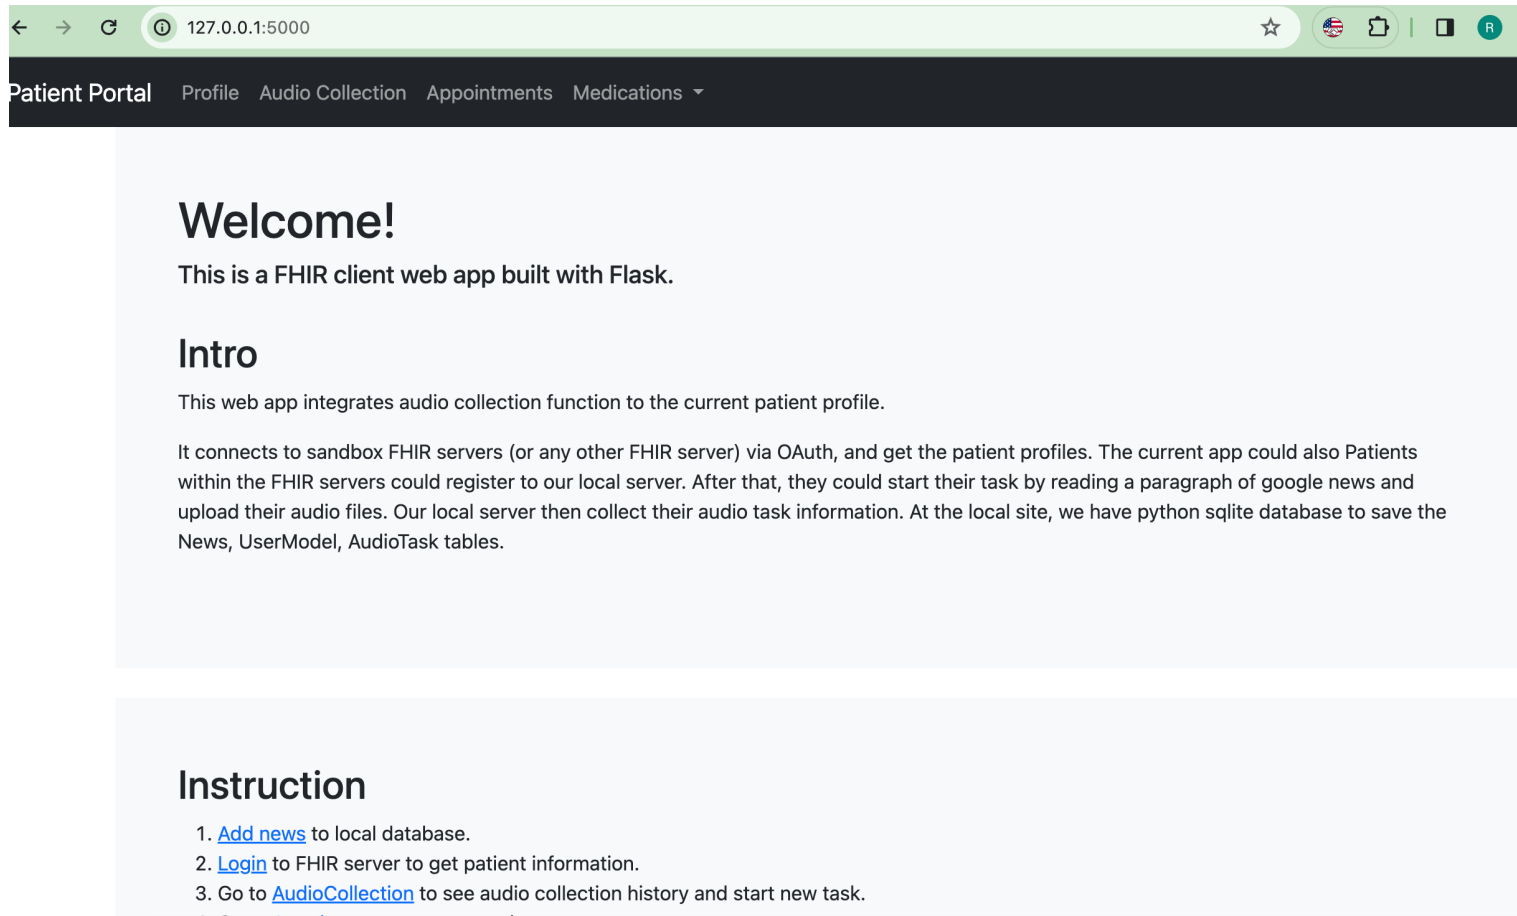 127.0.0.1:5000
R
Patient Portal Profile Audio Collection Appointments Medications
Welcome!
This is a FHIR client web app built with Flask.
Intro
This web app integrates audio collection function to the current patient profile.
It connects to sandbox FHIR servers (or any other FHIR server) via OAuth, and get the patient profiles. The current app could also Patients
within the FHIR servers could register to our local server. After that, they could start their task by reading a paragraph of google news and
upload their audio files. Our local server then collect their audio task information. At the local site, we have python sqlite database to save the
News, UserModel, AudioTask tables.
Instruction
1. Add news to local database.
2. Login to FHIR server to get patient information.
3. Go to AudioCollection to see audio collection history and start new task.